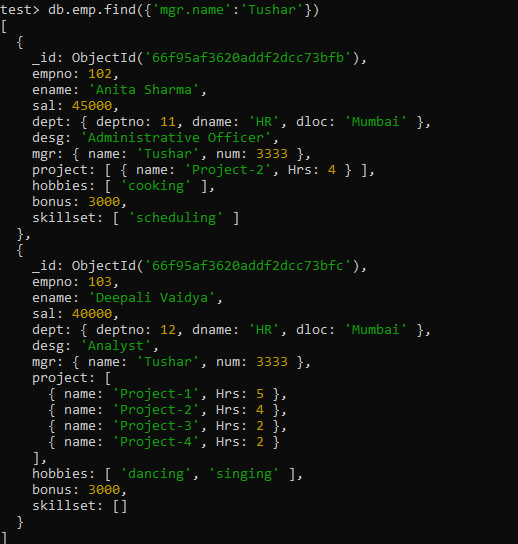 test> db.emp.find({'mgr.name':'Tushar'})
[
  {
    _id: ObjectId('66f95af3620addf2dcc73bfb'),
    empno: 102,
    ename: 'Anita Sharma',
    sal: 45000,
    dept: { deptno: 11, dname: 'HR', dloc: 'Mumbai' },
    desg: 'Administrative Officer',
    mgr: { name: 'Tushar', num: 3333 },
    project: [ { name: 'Project-2', Hrs: 4 } ],
    hobbies: [ 'cooking' ],
    bonus: 3000,
    skillset: [ 'scheduling' ]
  },
  {
    _id: ObjectId('66f95af3620addf2dcc73bfc'),
    empno: 103,
    ename: 'Deepali Vaidya',
    sal: 40000,
    dept: { deptno: 12, dname: 'HR', dloc: 'Mumbai' },
    desg: 'Analyst',
    mgr: { name: 'Tushar', num: 3333 },
    project: [
      { name: 'Project-1', Hrs: 5 },
      { name: 'Project-2', Hrs: 4 },
      { name: 'Project-3', Hrs: 2 },
      { name: 'Project-4', Hrs: 2 }
    ],
    hobbies: [ 'dancing', 'singing' ],
    bonus: 3000,
    skillset: []
  }
]